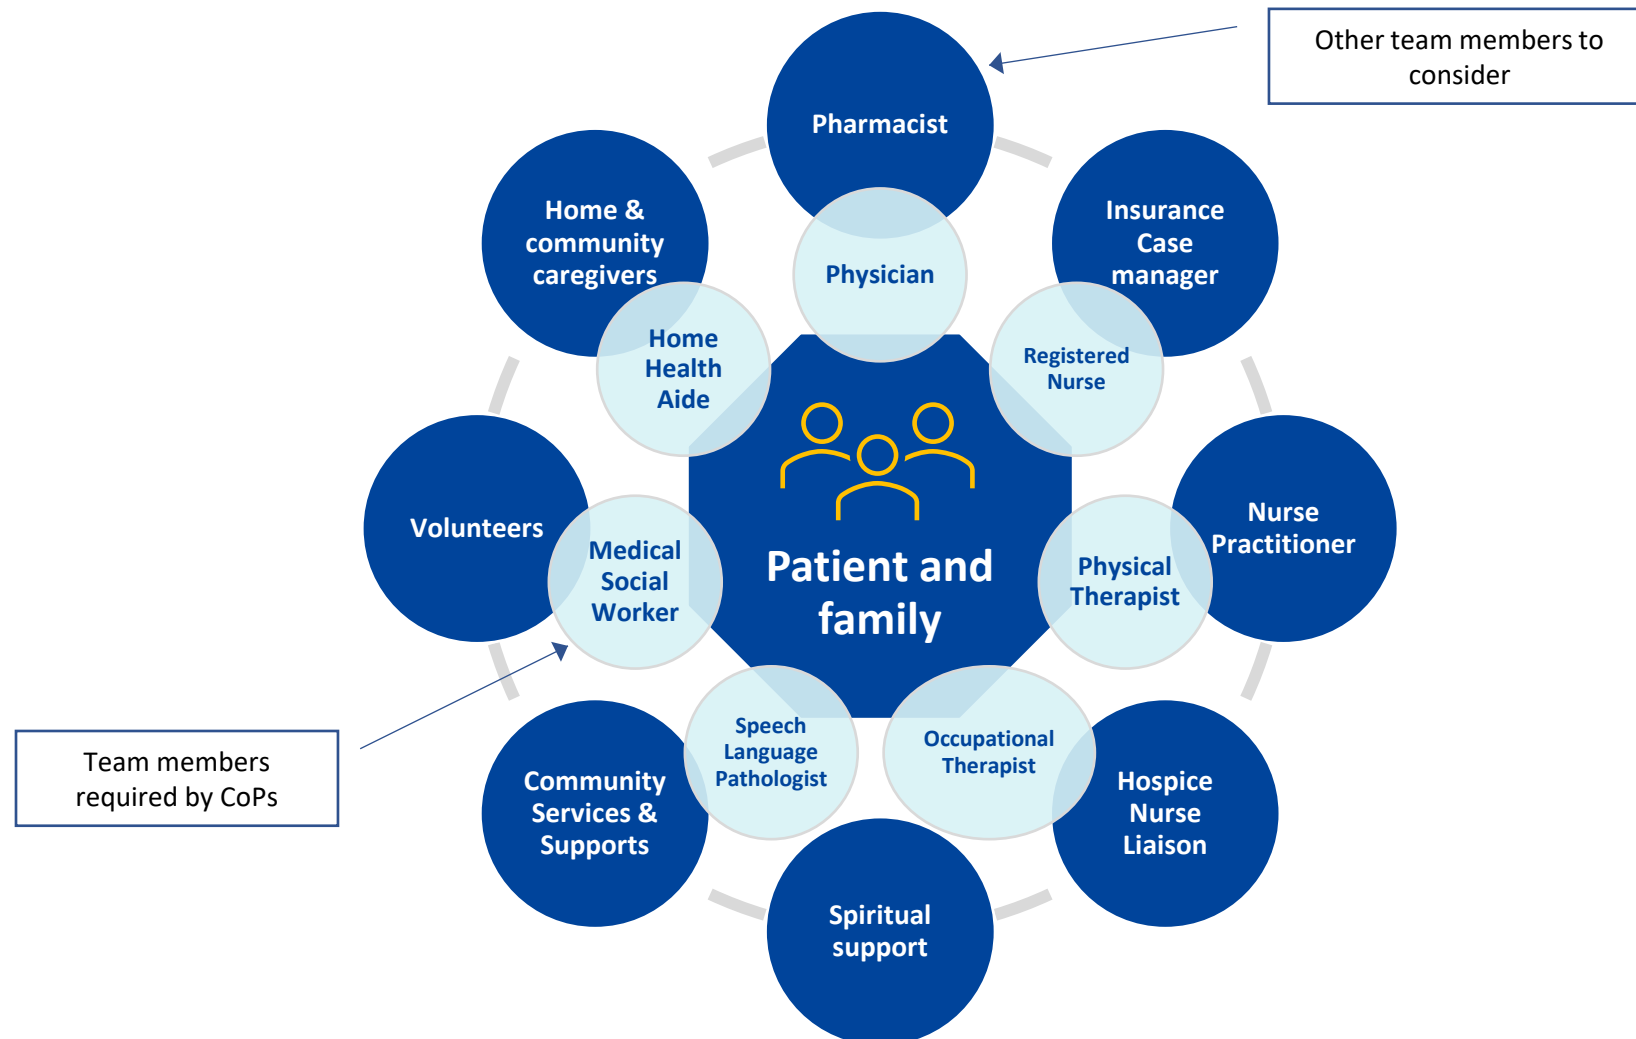 Other team members to
consider
Pharmacist
Physician
Home &
community
caregivers
Insurance
Case
manager
Home
Health
Aide
Registered
Nurse
Volunteers
Medical
Social
Worker
Patient and
family
Physical
Therapist
Nurse
Practitioner
Team members
required by CoPs
Community
Services &
Supports
Speech
Language
Pathologist
Occupational
Therapist
Hospice
Nurse
Liaison
Spiritual
support